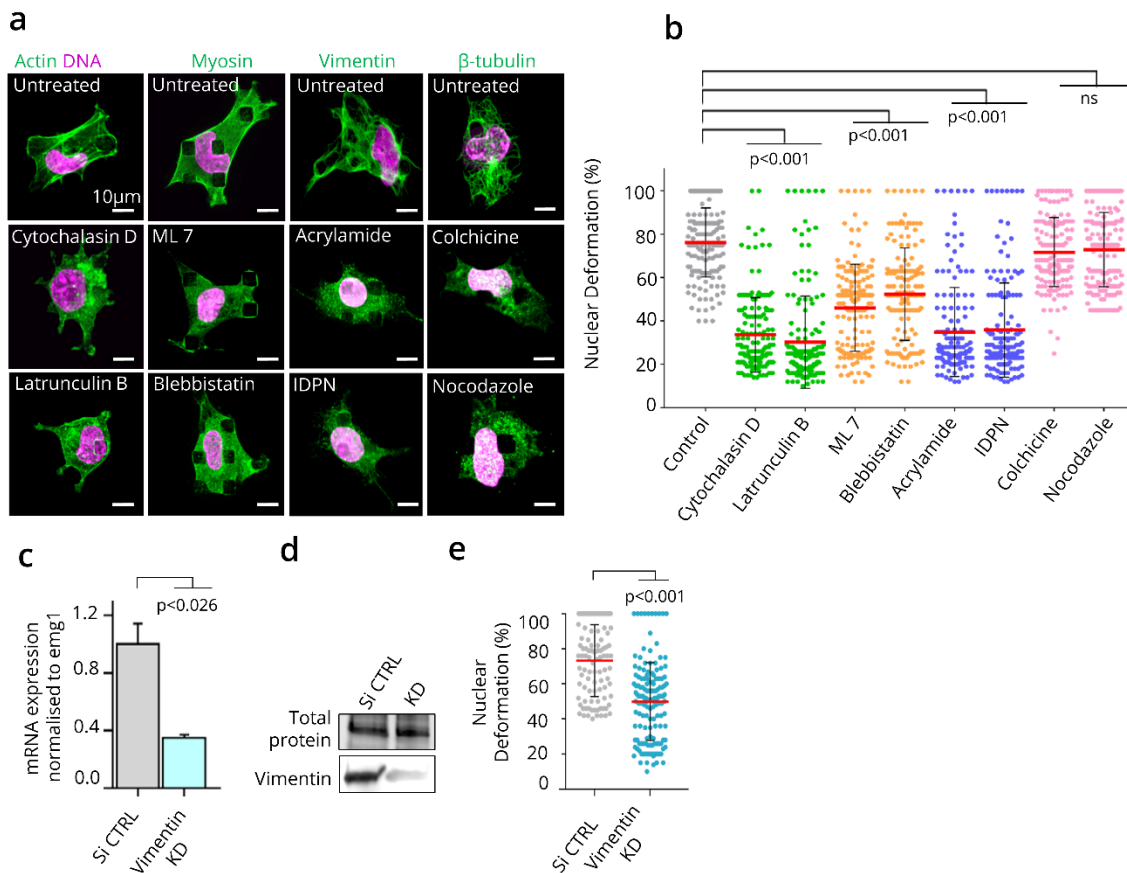 a
Actin DNA Myosin Vimentin β-tubulin
Untreated Untreated Untreated Untreated
10μm
Cytochalasin D ML 7 Acrylamide Colchicine
Latrunculin B Blebbistatin IDPN Nocodazole
b
ns
p<0.001
p<0.001
p<0.001
Nuclear Deformation (%)
100
80
60
40
20
0
Control
Cytochalasin D
Latrunculin B
ML 7
Blebbistatin
Acrylamide
IDPN
Colchicine
Nocodazole
c
p<0.026
mRNA expression
normalised to emg1
1.2
0.8
0.4
0.0
Si CTRL
Vimentin
KD
d
Si CTRL
KD
Total
protein
Vimentin
e
p<0.001
Nuclear
Deformation (%)
100
80
60
40
20
0
Si CTRL
Vimentin
KD